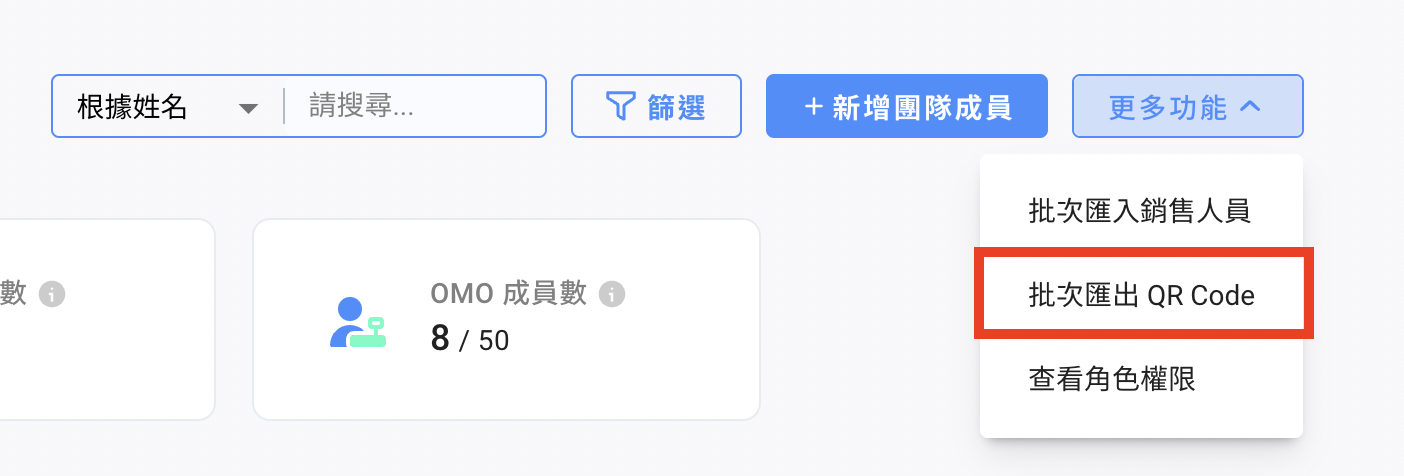 根據姓名
請搜尋...
篩選
+ 新增團隊成員
更多功能
批次匯入銷售人員
批次匯出 QR Code
查看角色權限
數
OMO 成員數
8 / 50